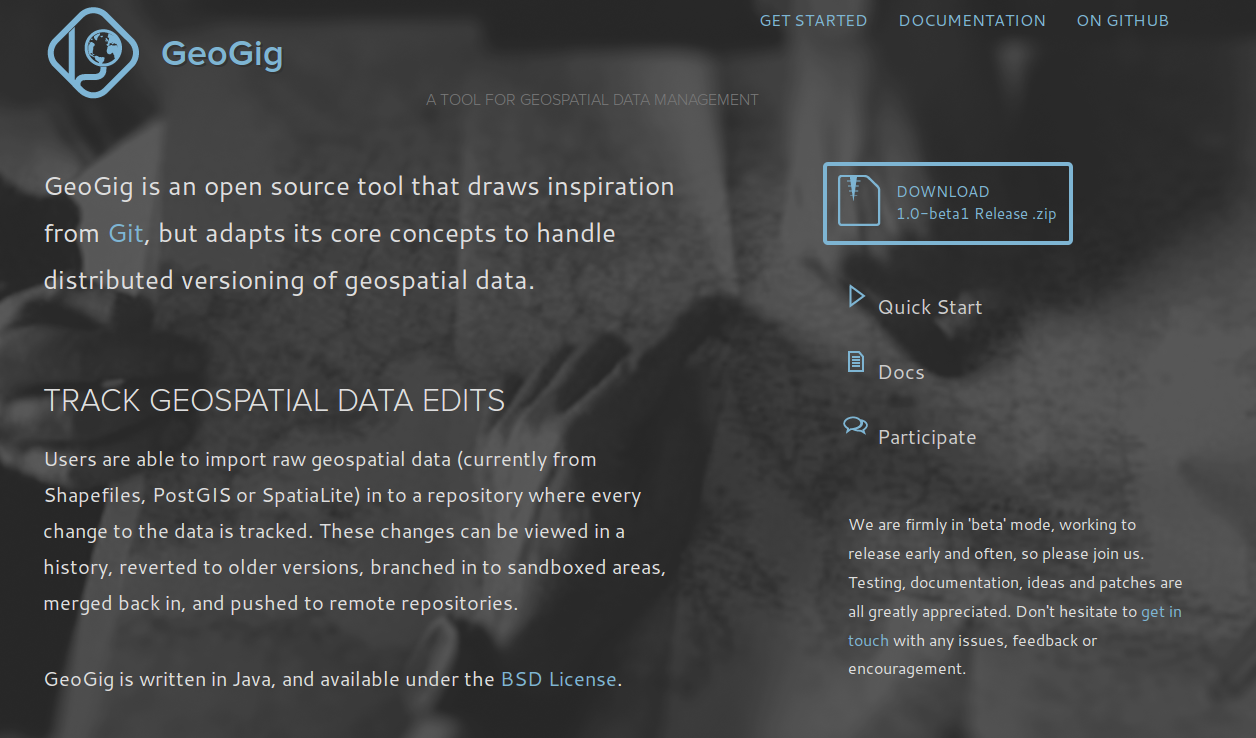 GeoGig
GET STARTED DOCUMENTATION ON GITHUB
A TOOL FOR GEOSPATIAL DATA MANAGEMENT
GeoGig is an open source tool that draws inspiration
from Git, but adapts its core concepts to handle
distributed versioning of geospatial data.
TRACK GEOSPATIAL DATA EDITS
Users are able to import raw geospatial data (currently from
Shapefiles, PostGIS or SpatiaLite) in to a repository where every
change to the data is tracked. These changes can be viewed in a
history, reverted to older versions, branched in to sandboxed areas,
merged back in, and pushed to remote repositories.
GeoGig is written in Java, and available under the BSD License.
DOWNLOAD
1.0-beta1 Release .zip
Quick Start
Docs
Participate
We are firmly in 'beta' mode, working to
release early and often, so please join us.
Testing, documentation, ideas and patches are
all greatly appreciated. Don't hesitate to get in
touch with any issues, feedback or
encouragement.